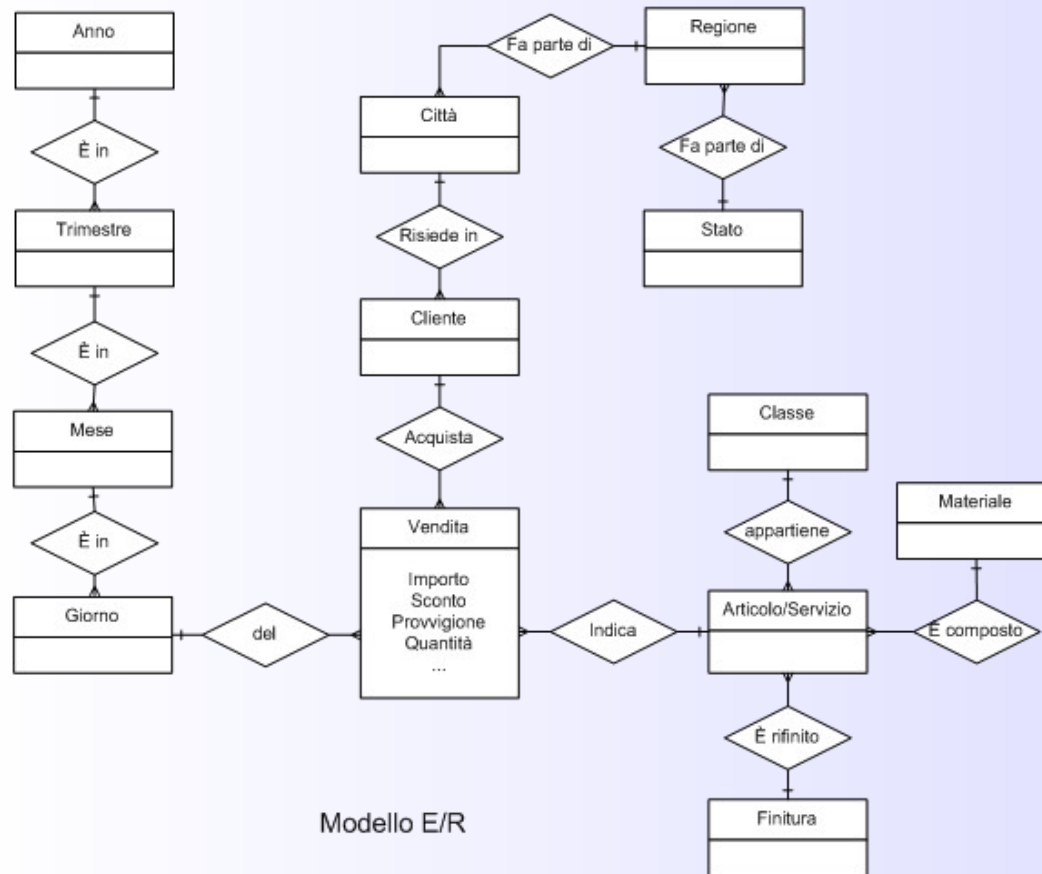 Anno
È in
Trimestre
È in
Mese
È in
Giorno
del
Fa parte di
Regione
Città
Fa parte di
Risiede in
Stato
Cliente
Acquista
Vendita
Importo
Sconto
Provvigione
Quantità
...
Indica
Classe
appartiene
Materiale
Articolo/Servizio
È composto
È rifinito
Finitura
Modello E/R